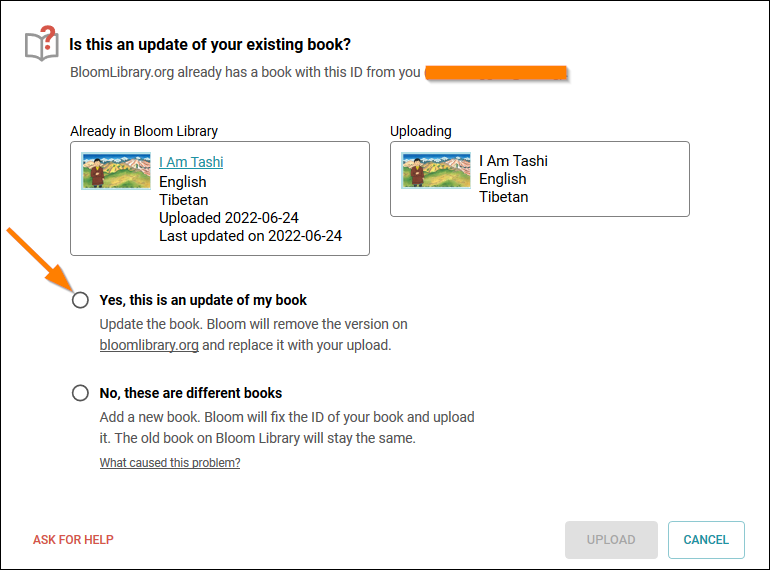 Is this an update of your existing book?
BloomLibrary.org already has a book with this ID from you
Already in Bloom Library
I Am Tashi
English
Tibetan
Uploaded 2022-06-24
Last updated on 2022-06-24
Uploading
I Am Tashi
English
Tibetan
Yes, this is an update of my book
Update the book. Bloom will remove the version on
bloomlibrary.org and replace it with your upload.
No, these are different books
Add a new book. Bloom will fix the ID of your book and upload
it. The old book on Bloom Library will stay the same.
What caused this problem?
ASK FOR HELP
UPLOAD
CANCEL